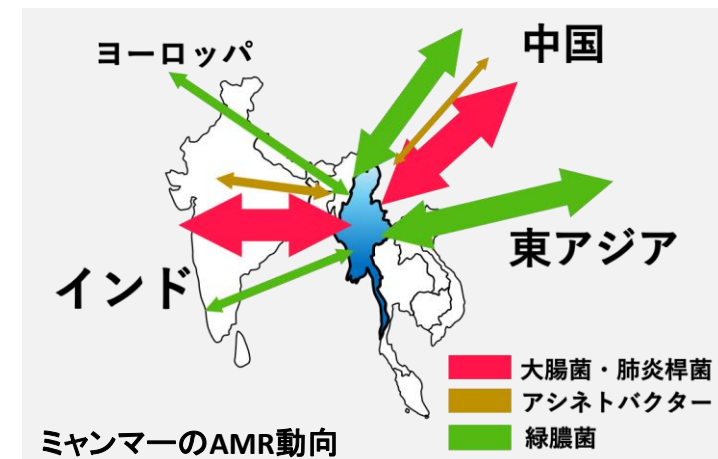 ヨーロッパ
中国
東アジア
インド
大腸菌・肺炎桿菌
アシネトバクター
緑膿菌
ミャンマーのAMR動向